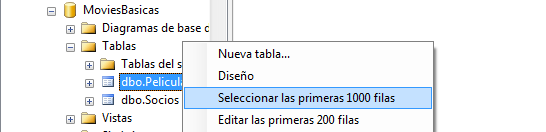 MoviesBasicas
Diagramas de base d
Tablas
Tablas del s
dbo.Pelicula
dbo.Socios
Vistas
Nueva tabla...
Diseño
Seleccionar las primeras 1000 filas
Editar las primeras 200 filas